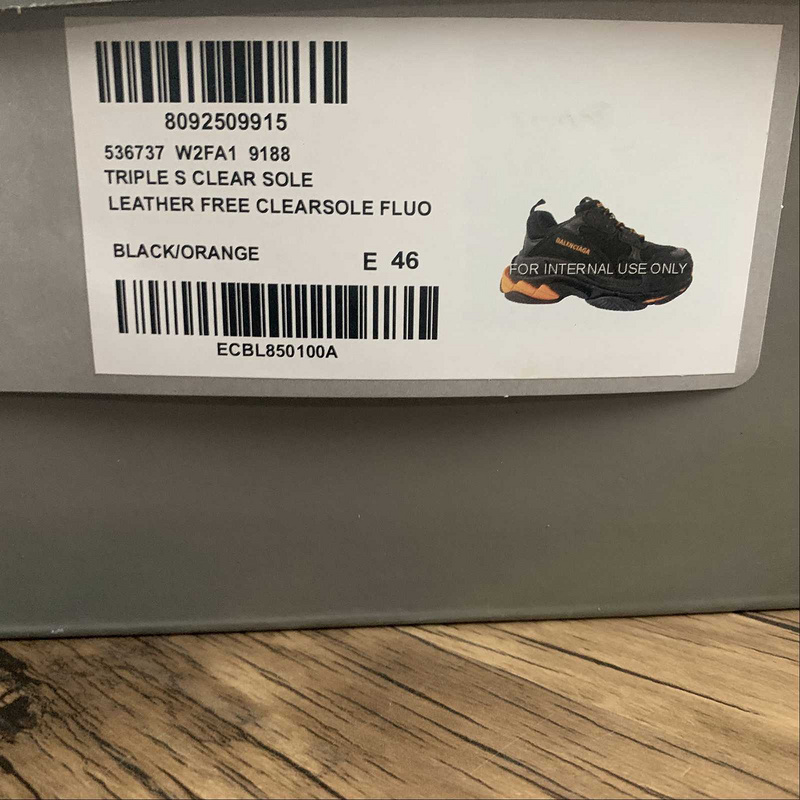 8092509915
536737 W2FA1 9188
TRIPLE S CLEAR SOLE
LEATHER FREE CLEARSOLE FLUO
BLACK/ORANGE E 46
ECBL850100A
BALENCIAGA
FOR INTERNAL USE ONLY